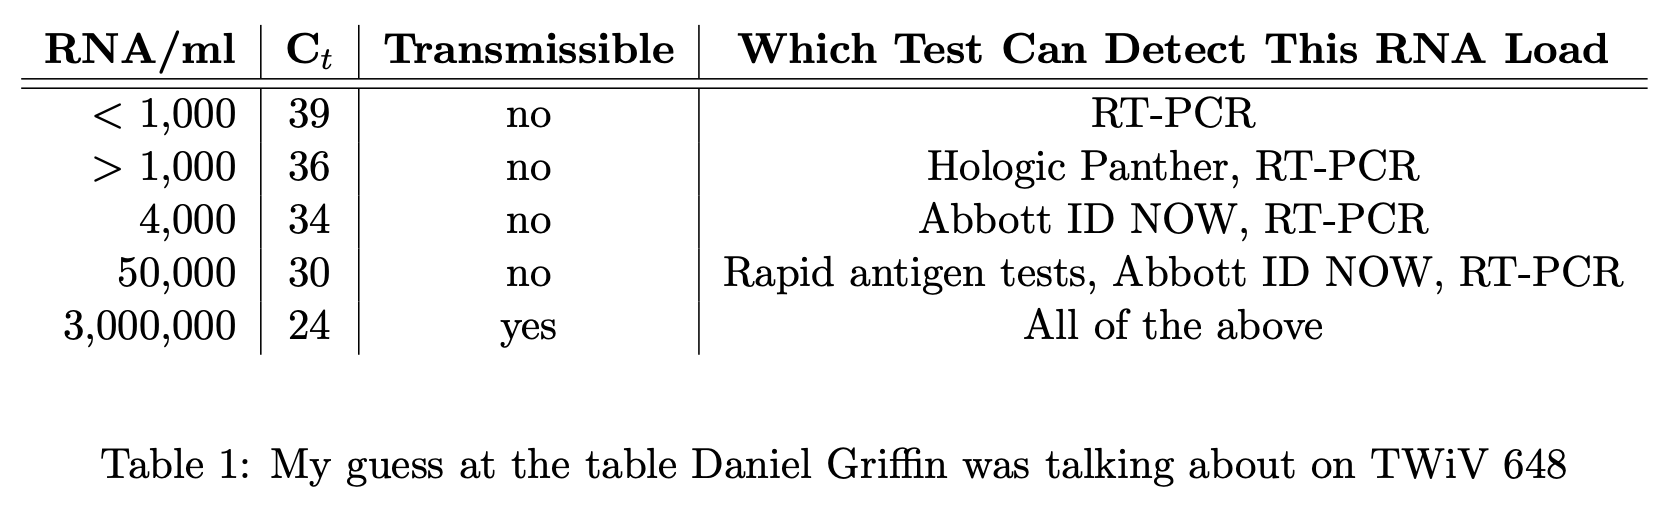 RNA/ml C_t Transmissible Which Test Can Detect This RNA Load
< 1,000 39 no RT-PCR
> 1,000 36 no Hologic Panther, RT-PCR
4,000 34 no Abbott ID NOW, RT-PCR
50,000 30 no Rapid antigen tests, Abbott ID NOW, RT-PCR
3,000,000 24 yes All of the above
Table 1: My guess at the table Daniel Griffin was talking about on TWiV 648